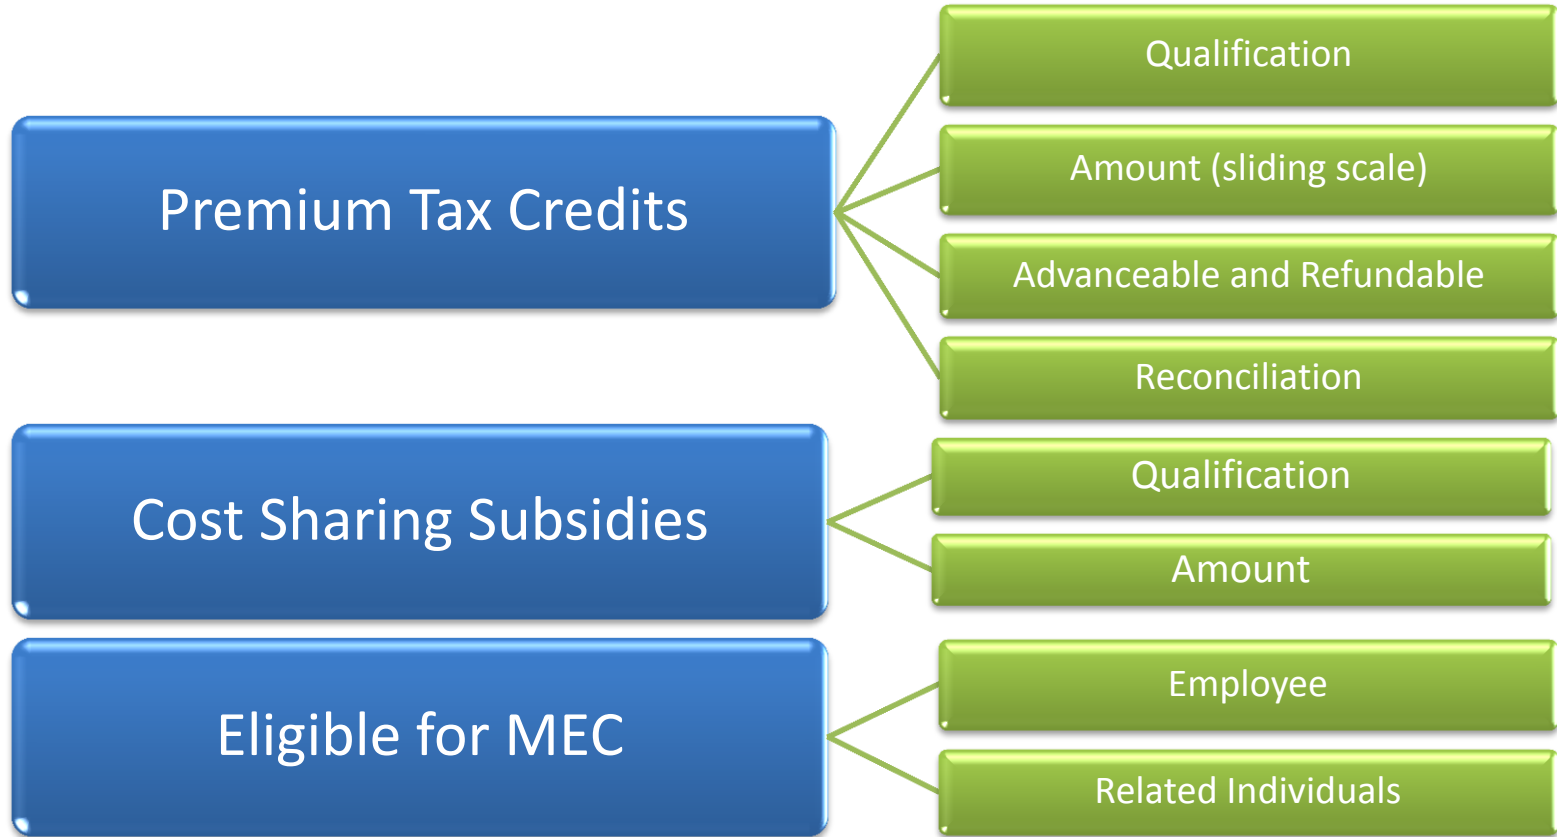 Premium Tax Credits
Qualification
Amount (sliding scale)
Advanceable and Refundable
Reconciliation
Cost Sharing Subsidies
Qualification
Amount
Eligible for MEC
Employee
Related Individuals